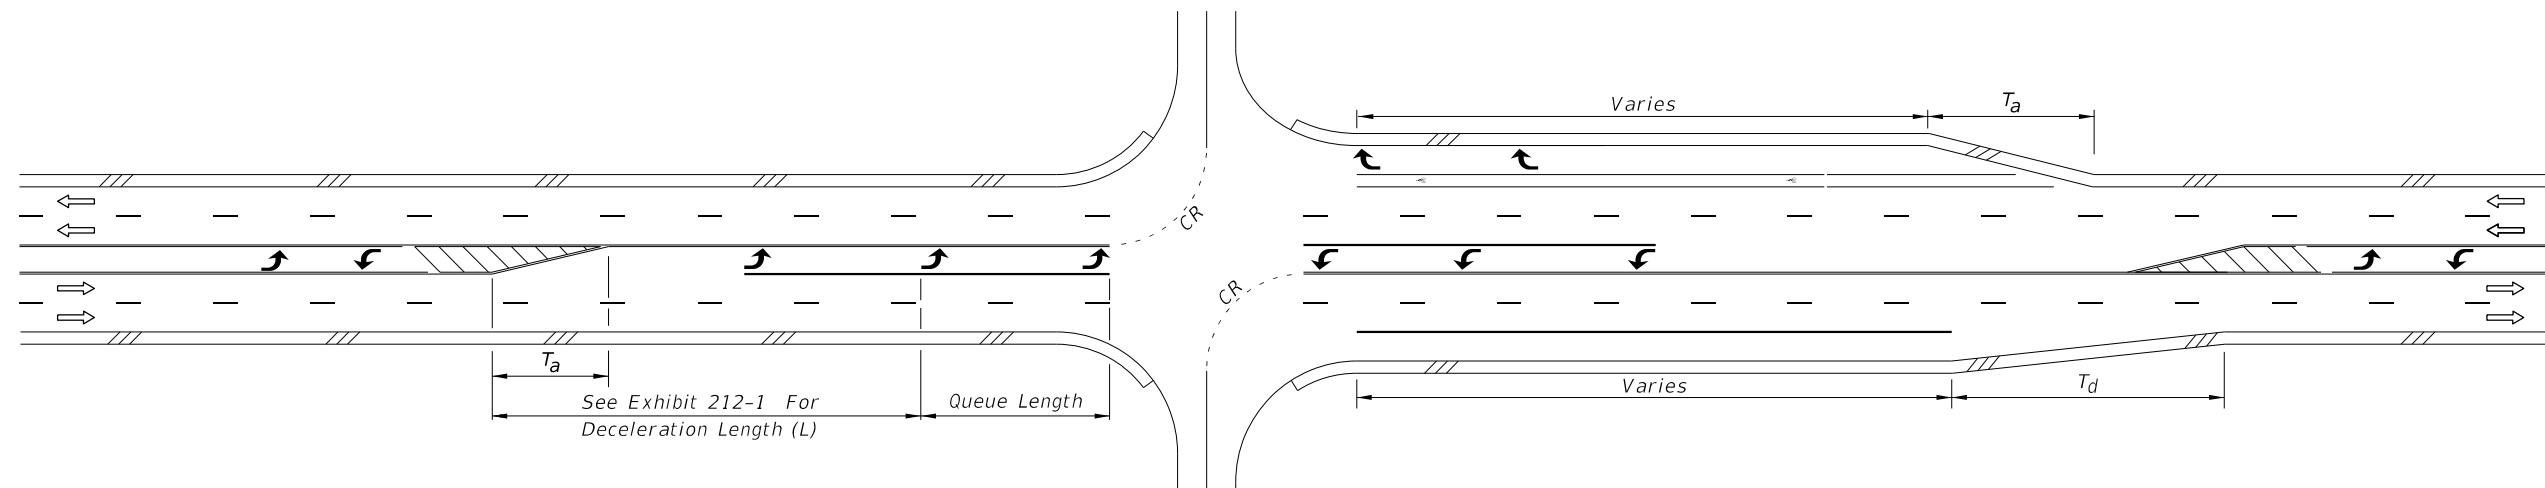 Varies
Ta
CR
CR
Ta
See Exhibit 212-1 For
Deceleration Length (L)
Queue Length
Varies
Td